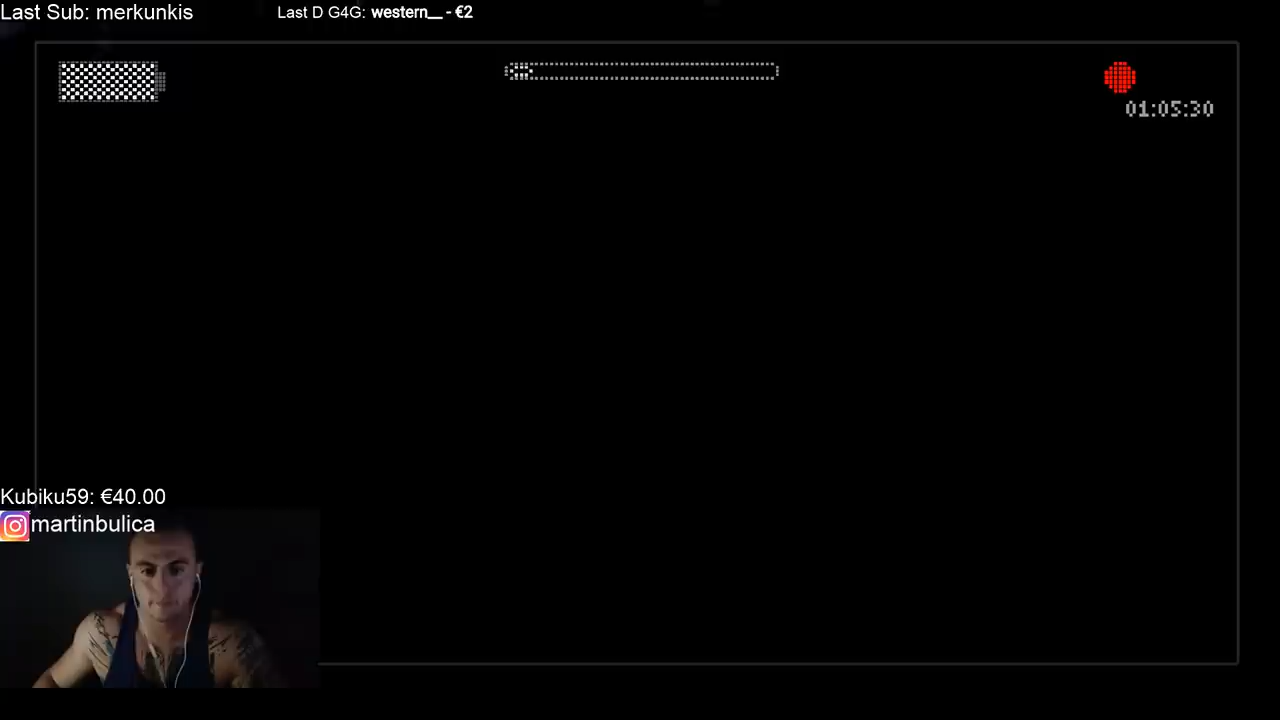 Last Sub: merkunkis
Last D G4G: western__ - €2
01:05:30
Kubiku59: €40.00
martinbulica